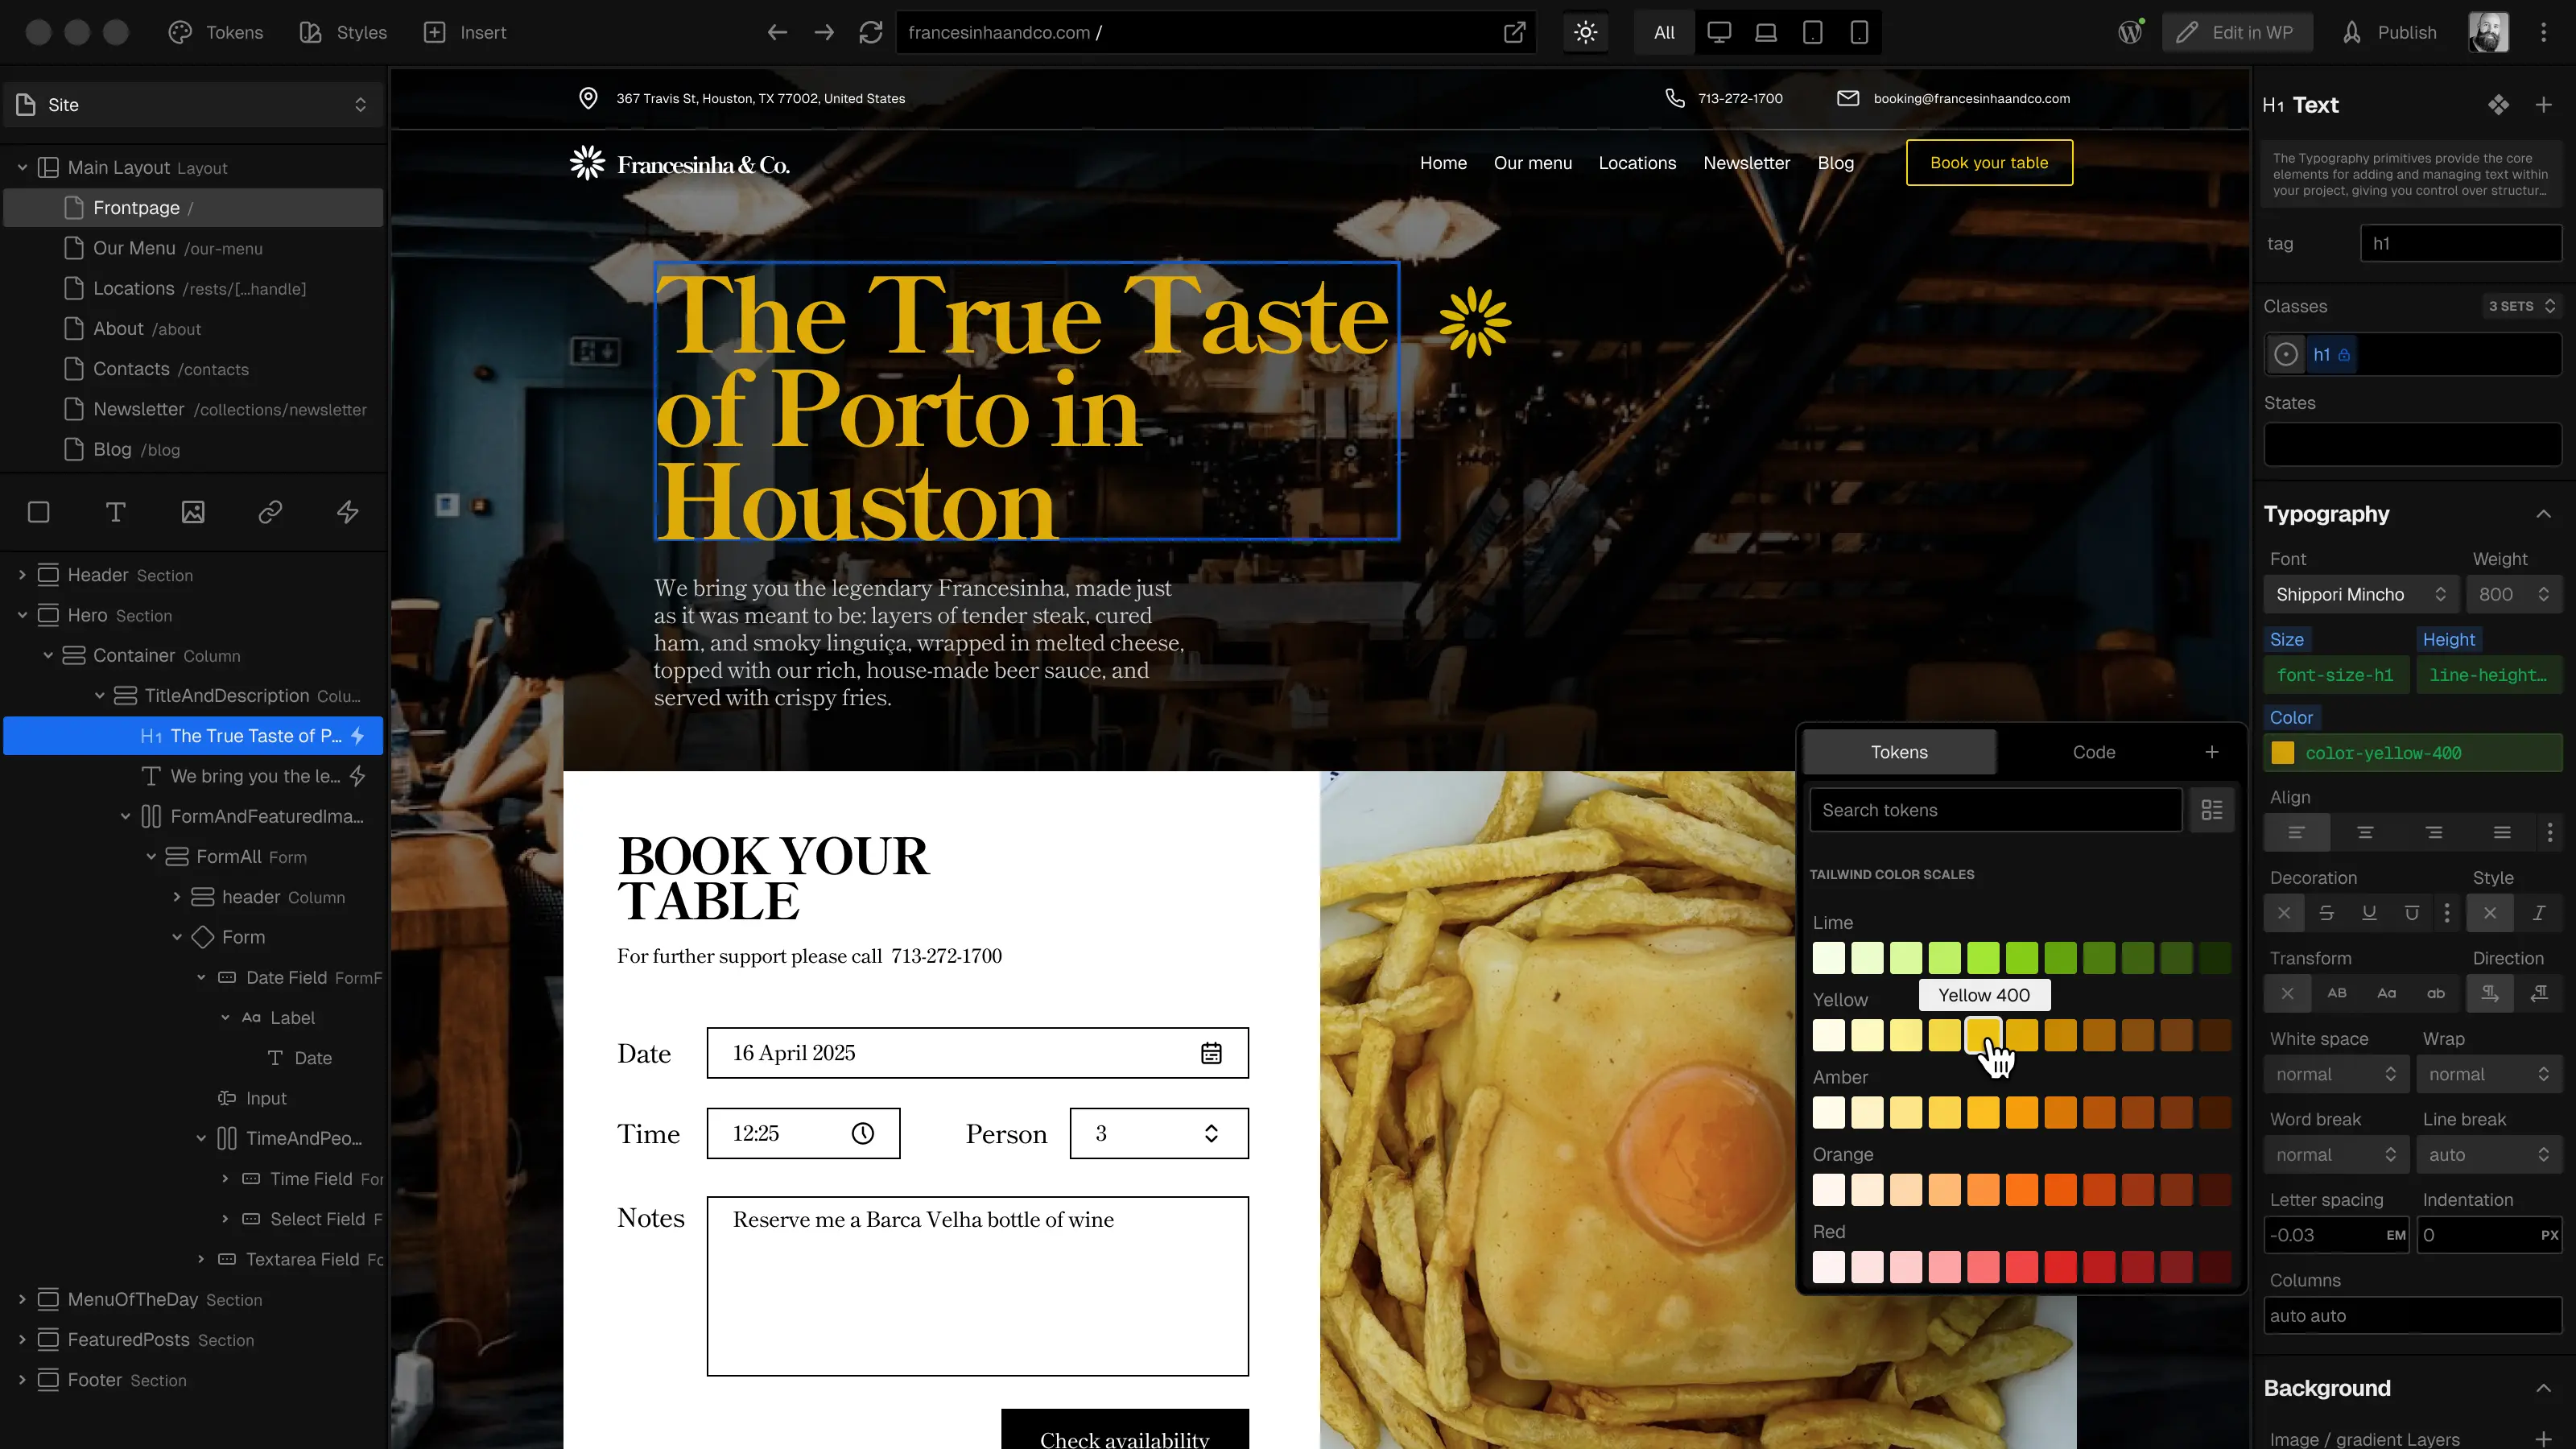 Tokens
Styles
Insert
francesinhaandco.com /
All
Edit in WP
Publish
Site
Main Layout Layout
Frontpage /
Our Menu /our-menu
Locations /rests/[...handle]
About /about
Contacts /contacts
Newsletter /collections/newsletter
Blog /blog
Header Section
Hero Section
Container Column
TitleAndDescription Colu...
H1 The True Taste of P...
We bring you the le...
FormAndFeaturedIma...
FormAll Form
header Column
Form
Date Field FormF
Aa Label
Date
Input
TimeAndPeo...
Time Field For
Select Field F
Textarea Field Fo
MenuOfTheDay Section
FeaturedPosts Section
Footer Section
367 Travis St, Houston, TX 77002, United States
713-272-1700
booking@francesinhaandco.com
Francesinha & Co.
Home
Our menu
Locations
Newsletter
Blog
Book your table
The True Taste
of Porto in
Houston
We bring you the legendary Francesinha, made just
as it was meant to be: layers of tender steak, cured
ham, and smoky linguiça, wrapped in melted cheese,
topped with our rich, house-made beer sauce, and
served with crispy fries.
BOOK YOUR
TABLE
For further support please call 713-272-1700
Date
16 April 2025
Time
12:25
Person
3
Notes
Reserve me a Barca Velha bottle of wine
Check availability
Tokens
Code
Search tokens
TAILWIND COLOR SCALES
Lime
Yellow
Yellow 400
Amber
Orange
Red
H1 Text
The Typography primitives provide the core
elements for adding and managing text within
your project, giving you control over structur...
tag
h1
Classes
3 SETS
h1
States
Typography
Font
Weight
Shippori Mincho
800
Size
Height
font-size-h1
line-height...
Color
color-yellow-400
Align
Decoration
Style
Transform
Direction
AB
Aa
ab
White space
Wrap
normal
normal
Word break
Line break
normal
auto
Letter spacing
Indentation
-0.03 EM
0 PX
Columns
auto auto
Background
Image / gradient Layers